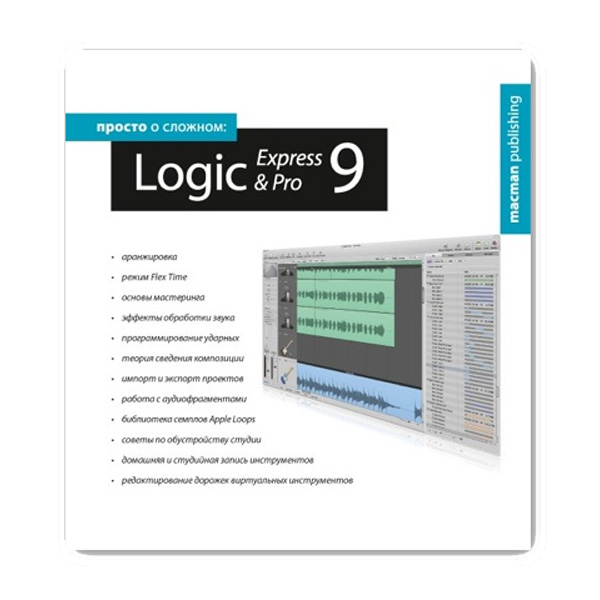 macman publishing
просто о сложном:
Logic Express & Pro 9
• аранжировка
• режим Flex Time
• основы мастеринга
• эффекты обработки звука
• программирование ударных
• теория сведения композиции
• импорт и экспорт проектов
• работа с аудиофрагментами
• библиотека семплов Apple Loops
• советы по обустройству студии
• домашняя и студийная запись инструментов
• редактирование дорожек виртуальных инструментов